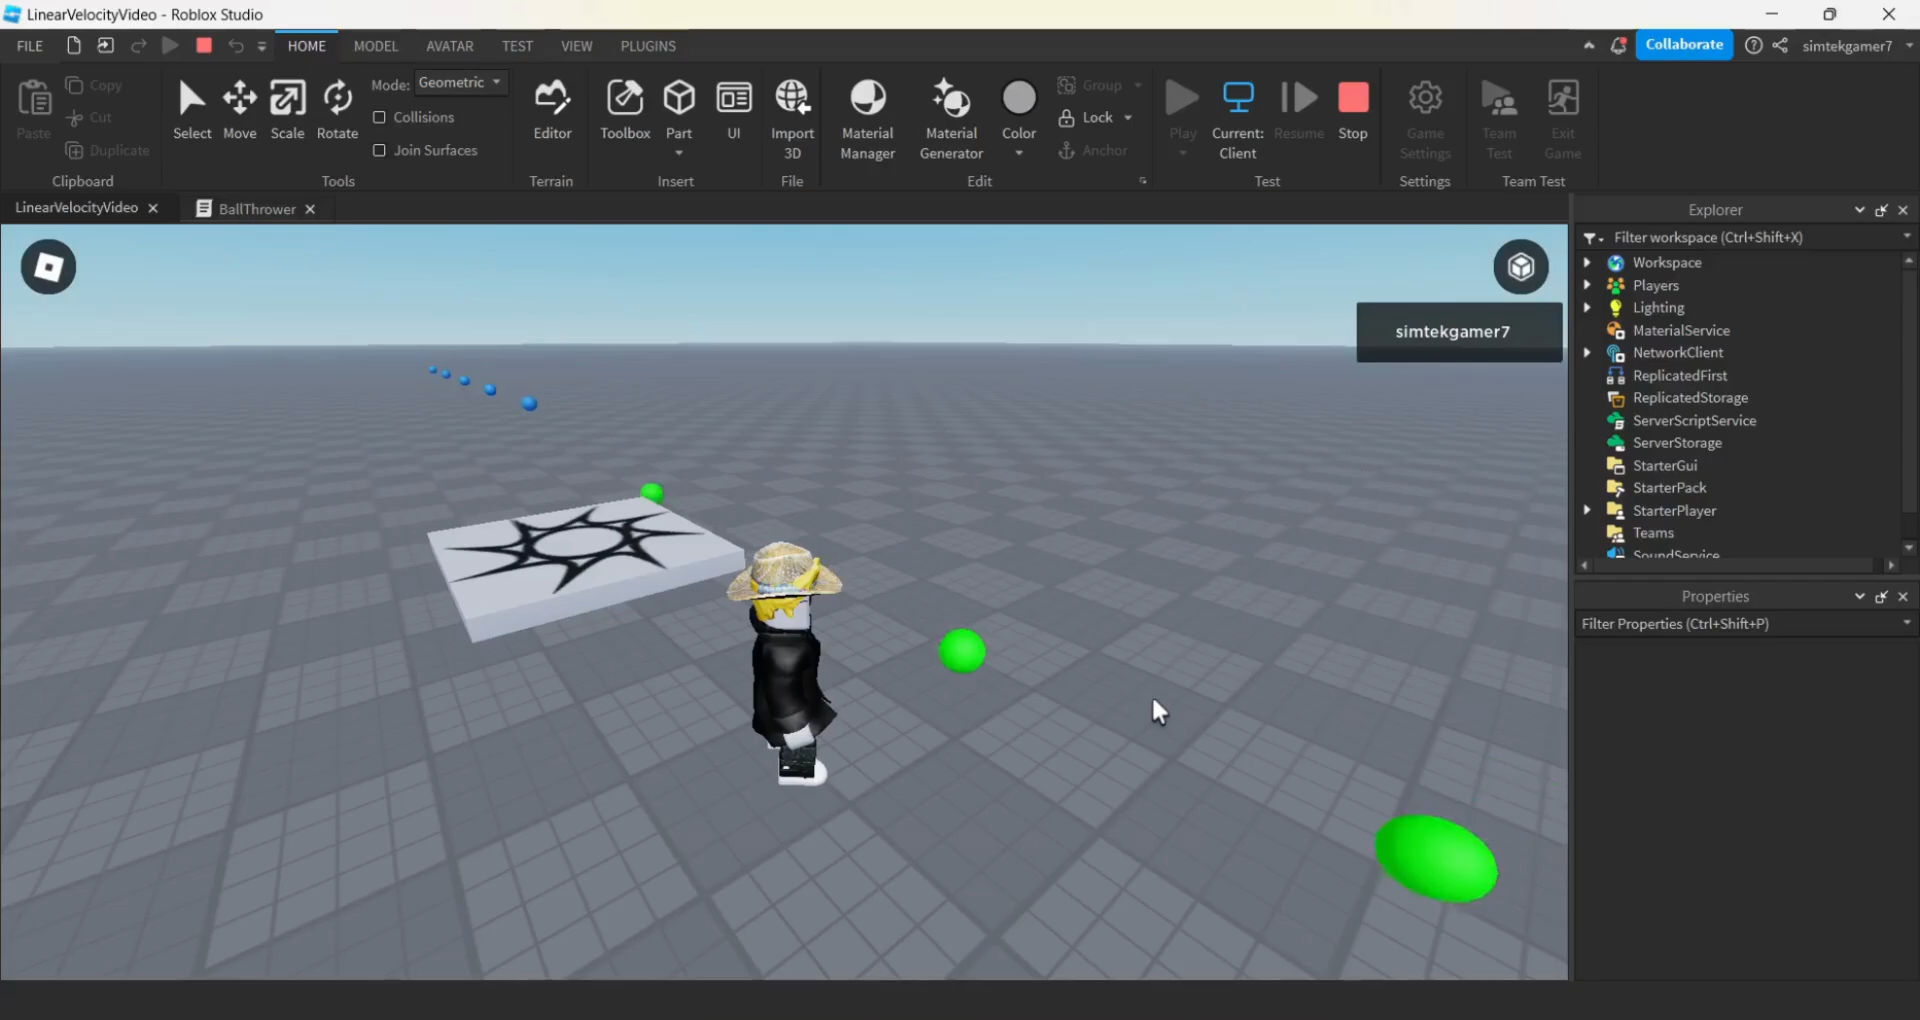 LinearVelocityVideo - Roblox Studio
FILE HOME MODEL AVATAR TEST VIEW PLUGINS Collaborate simtekgamer7
Paste
Copy
Cut
Duplicate
Clipboard
Select
Move
Scale
Rotate
Mode: Geometric
Collisions
Join Surfaces
Tools
Editor
Terrain
Toolbox
Part
UI
Insert
Import
3D
File
Material
Manager
Material
Generator
Color
Group
Lock
Anchor
Edit
Play
Current:
Client
Resume
Stop
Test
Game
Settings
Settings
Team
Test
Exit
Game
Team Test
LinearVelocityVideo
BallThrower
simtekgamer7
Explorer
Filter workspace (Ctrl+Shift+X)
Workspace
Players
Lighting
MaterialService
NetworkClient
ReplicatedFirst
ReplicatedStorage
ServerScriptService
ServerStorage
StarterGui
StarterPack
StarterPlayer
Teams
SoundService
Properties
Filter Properties (Ctrl+Shift+P)